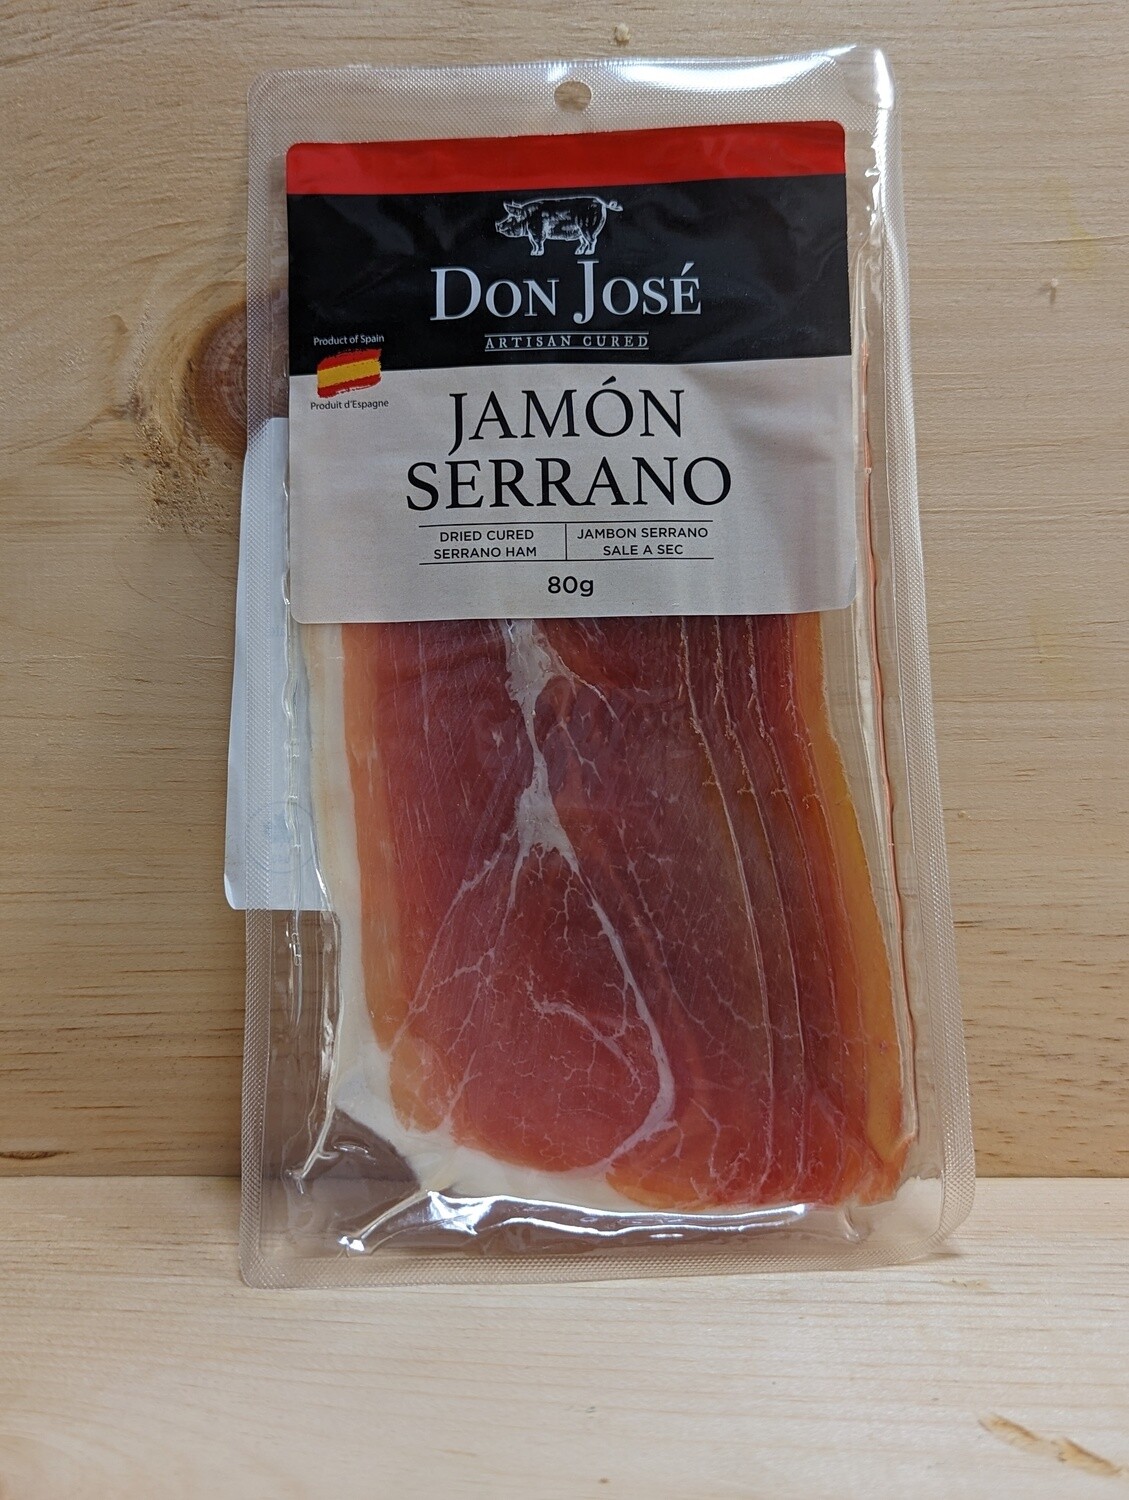 DON JOSÉ
ARTISAN CURED
Product of Spain
Produit d'Espagne
JAMÓN
SERRANO
DRIED CURED
SERRANO HAM
JAMBON SERRANO
SALE A SEC
80g